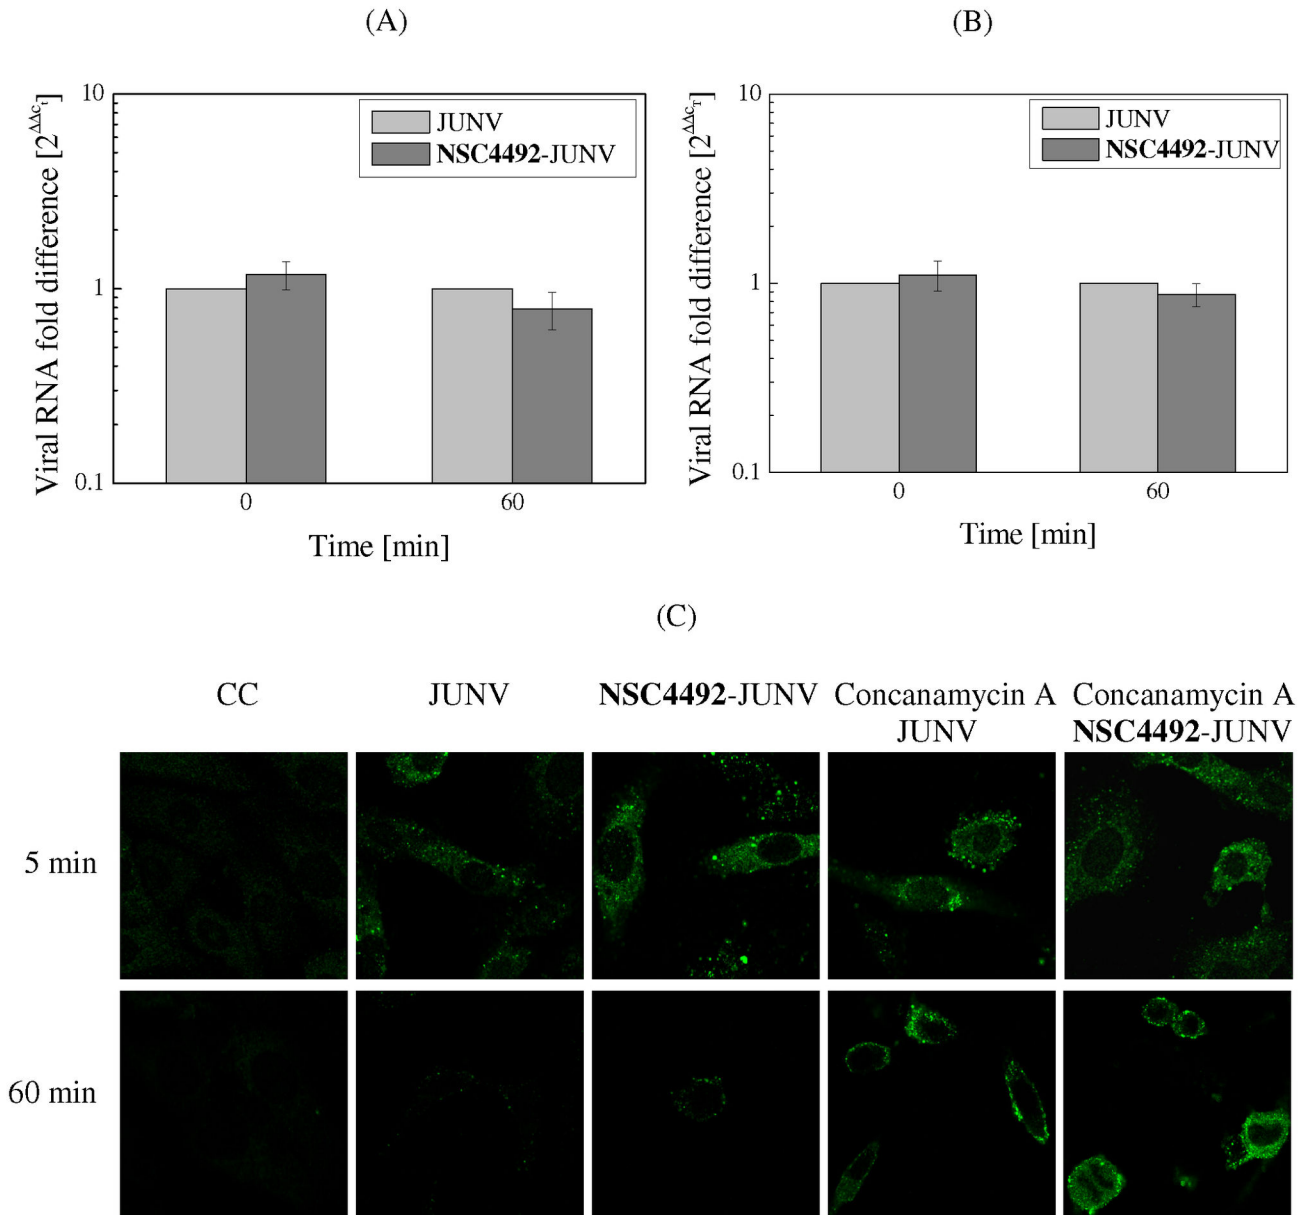 (A)
Viral RNA fold difference [2^ΔΔc_t]
10
1
0.1
JUNV
NSC4492-JUNV
0
60
Time [min]
(B)
Viral RNA fold difference [2^ΔΔc_T]
10
1
0.1
JUNV
NSC4492-JUNV
0
60
Time [min]
(C)
CC
JUNV
NSC4492-JUNV
Concanamycin A
JUNV
Concanamycin A
NSC4492-JUNV
5 min
60 min